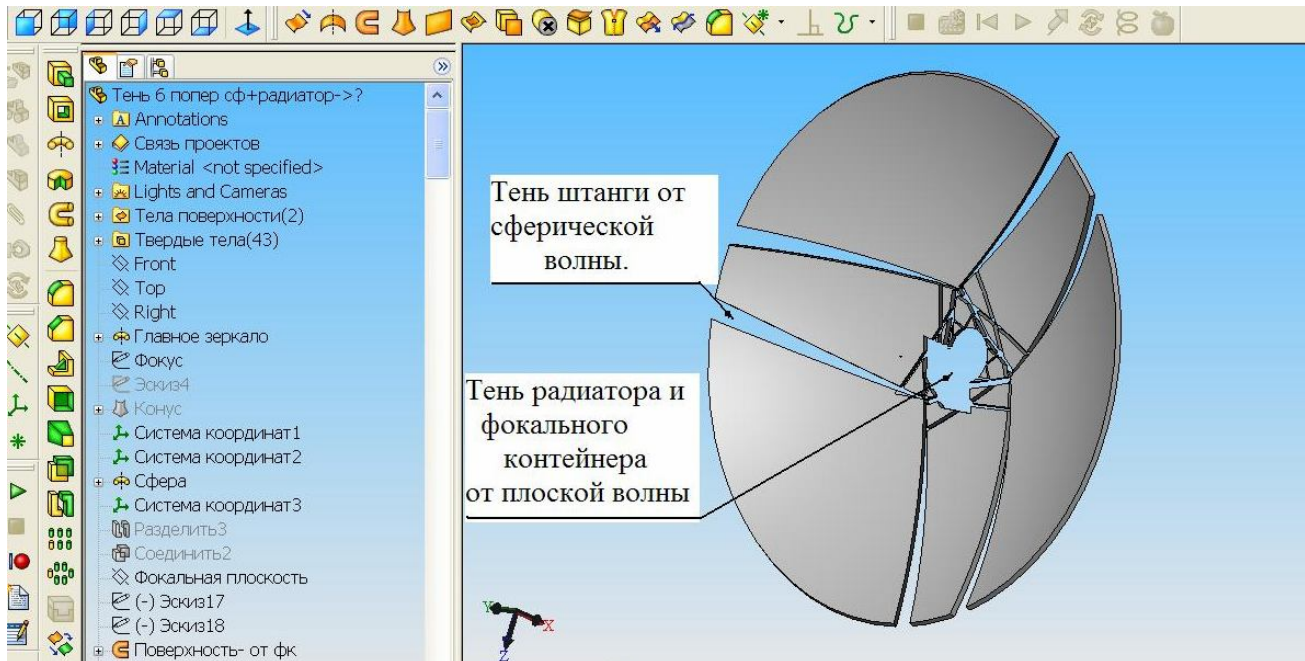 Тень 6 попер сф+радиатор->?
Annotations
Связь проектов
Material <not specified>
Lights and Cameras
Тела поверхности(2)
Твердые тела(43)
Front
Top
Right
Главное зеркало
Фокус
Эскиз4
Конус
Система координат1
Система координат2
Сфера
Система координат3
Разделить3
Соединить2
Фокальная плоскость
(-) Эскиз17
(-) Эскиз18
Поверхность- от фк
Тень штанги от
сферической
волны.
Тень радиатора и
фокального
контейнера
от плоской волны
Y
X
Z